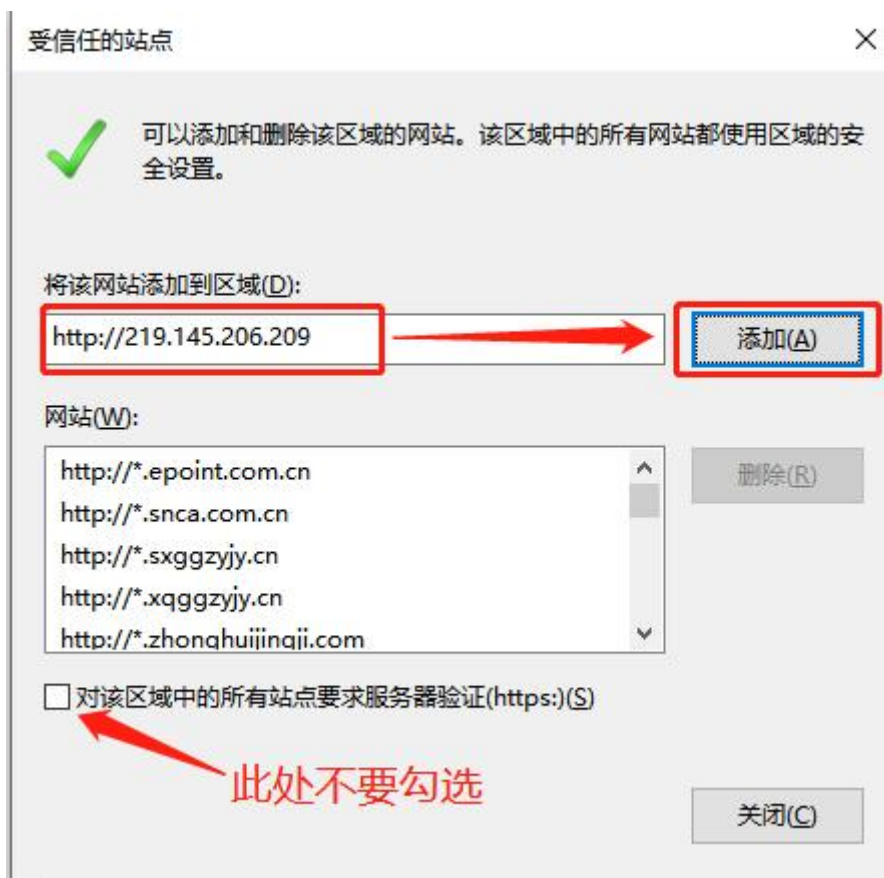 受信任的站点
可以添加和删除该区域的网站。该区域中的所有网站都使用区域的安
全设置。
将该网站添加到区域(D):
http://219.145.206.209
添加(A)
网站(W):
http://*.epoint.com.cn
删除(R)
http://*.snca.com.cn
http://*.sxggzyjy.cn
http://*.xqggzyjy.cn
http://*.zhonghuijingji.com
对该区域中的所有站点要求服务器验证(https:)(S)
此处不要勾选
关闭(C)